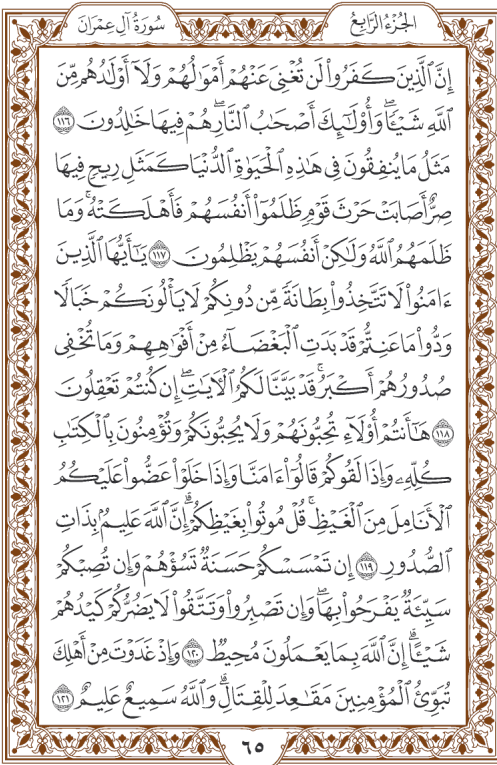 الجُزْءُ الرَّابِعُ
سُورَةُ آلِ عِمْرَانَ
إِنَّ ٱلَّذِينَ كَفَرُوا۟ لَن تُغْنِىَ عَنْهُمْ أَمْوَٰلُهُمْ وَلَآ أَوْلَـٰدُهُم مِّنَ
ٱللَّهِ شَيْـًٔا ۖ وَأُو۟لَـٰٓئِكَ أَصْحَـٰبُ ٱلنَّارِ ۚ هُمْ فِيهَا خَـٰلِدُونَ ١١٦
مَثَلُ مَا يُنفِقُونَ فِى هَـٰذِهِ ٱلْحَيَوٰةِ ٱلدُّنْيَا كَمَثَلِ رِيحٍ فِيهَا
صِرٌّ أَصَابَتْ حَرْثَ قَوْمٍ ظَلَمُوٓا۟ أَنفُسَهُمْ فَأَهْلَكَتْهُ ۚ وَمَا
ظَلَمَهُمُ ٱللَّهُ وَلَـٰكِنْ أَنفُسَهُمْ يَظْلِمُونَ ١١٧ يَـٰٓأَيُّهَا ٱلَّذِينَ
ءَامَنُوا۟ لَا تَتَّخِذُوا۟ بِطَانَةً مِّن دُونِكُمْ لَا يَأْلُونَكُمْ خَبَالًا
وَدُّوا۟ مَا عَنِتُّمْ قَدْ بَدَتِ ٱلْبَغْضَآءُ مِنْ أَفْوَٰهِهِمْ وَمَا تُخْفِى
صُدُورُهُمْ أَكْبَرُ ۚ قَدْ بَيَّنَّا لَكُمُ ٱلْـَٔايَـٰتِ ۖ إِن كُنتُمْ تَعْقِلُونَ
١١٨ هَـٰٓأَنتُمْ أُو۟لَآءِ تُحِبُّونَهُمْ وَلَا يُحِبُّونَكُمْ وَتُؤْمِنُونَ بِٱلْكِتَـٰبِ
كُلِّهِۦ وَإِذَا لَقُوكُمْ قَالُوٓا۟ ءَامَنَّا وَإِذَا خَلَوْا۟ عَضُّوا۟ عَلَيْكُمُ
ٱلْأَنَامِلَ مِنَ ٱلْغَيْظِ ۚ قُلْ مُوتُوا۟ بِغَيْظِكُمْ ۗ إِنَّ ٱللَّهَ عَلِيمٌۢ بِذَاتِ
ٱلصُّدُورِ ١١٩ إِن تَمْسَسْكُمْ حَسَنَةٌ تَسُؤْهُمْ وَإِن تُصِبْكُمْ
سَيِّئَةٌ يَفْرَحُوا۟ بِهَا ۖ وَإِن تَصْبِرُوا۟ وَتَتَّقُوا۟ لَا يَضُرُّكُمْ كَيْدُهُمْ
شَيْـًٔا ۗ إِنَّ ٱللَّهَ بِمَا يَعْمَلُونَ مُحِيطٌ ١٢٠ وَإِذْ غَدَوْتَ مِنْ أَهْلِكَ
تُبَوِّئُ ٱلْمُؤْمِنِينَ مَقَـٰعِدَ لِلْقِتَالِ ۗ وَٱللَّهُ سَمِيعٌ عَلِيمٌ ١٢١
٦٥